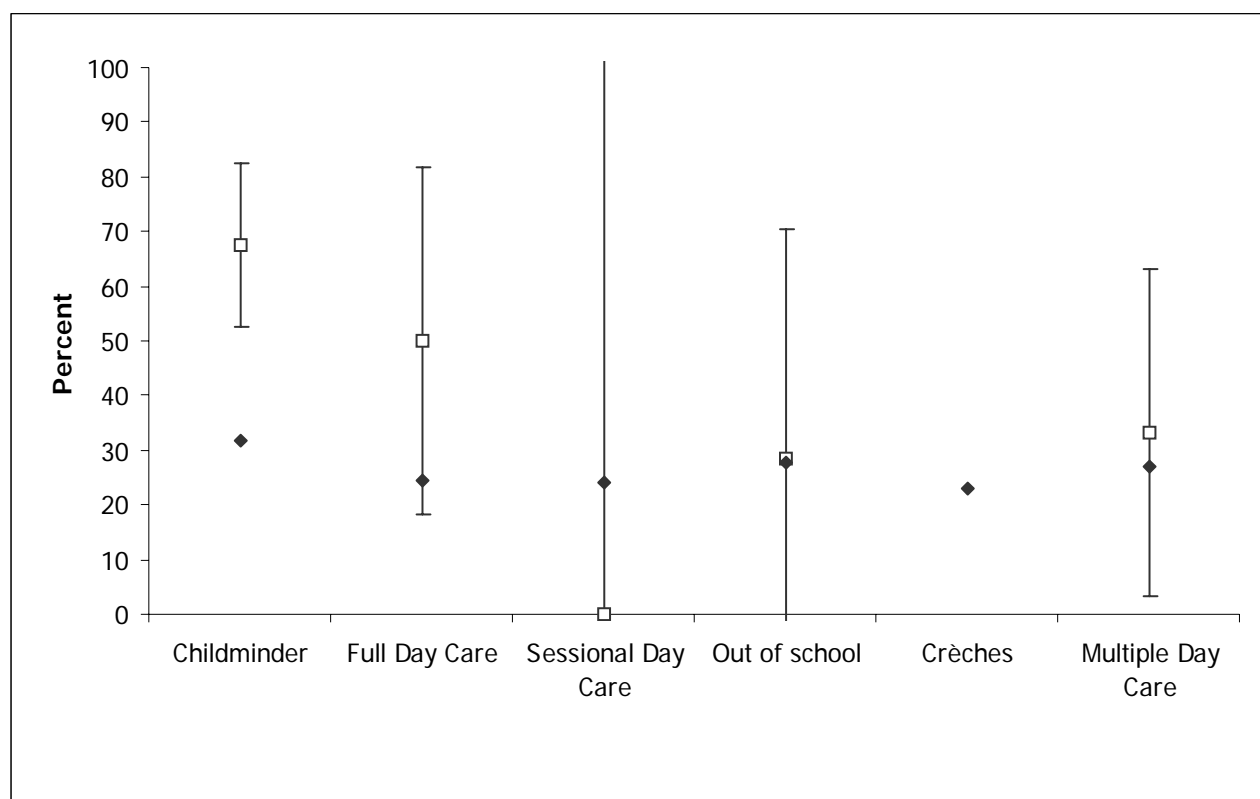 100
90
80
70
60
50
40
30
20
10
0
Percent
Childminder
Full Day Care
Sessional Day
Care
Out of school
Crèches
Multiple Day
Care